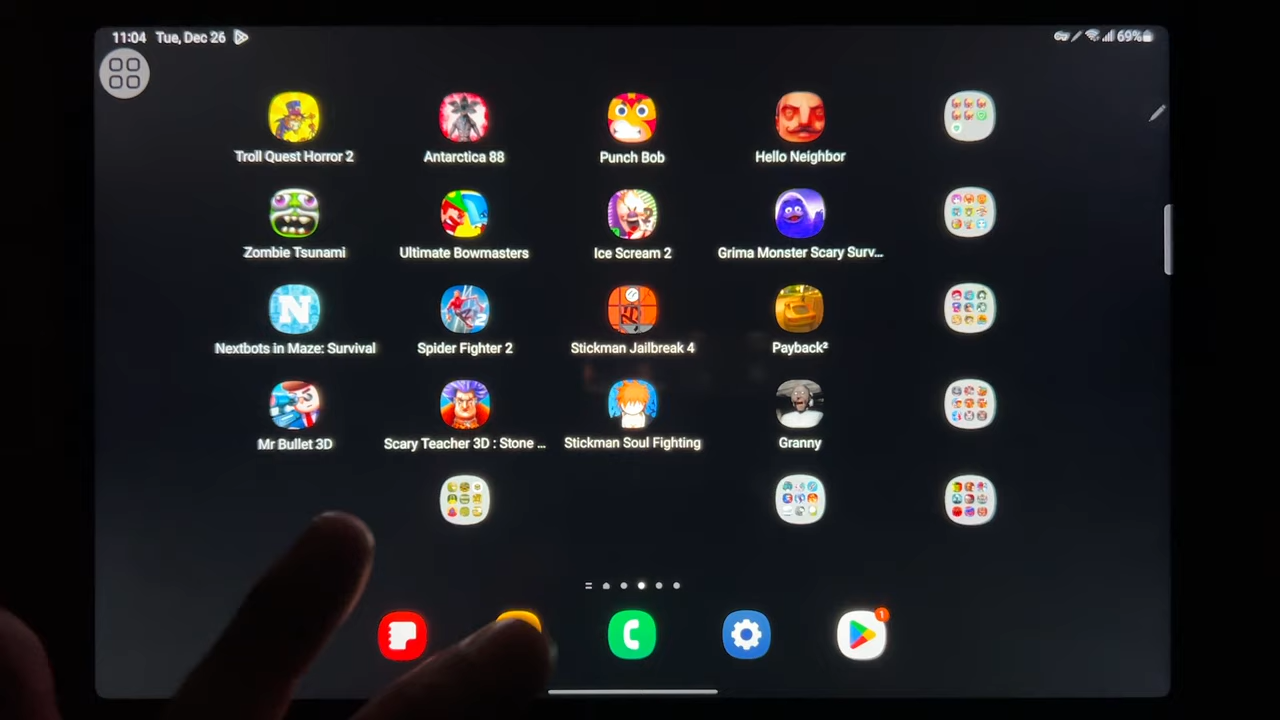 11:04 Tue, Dec 26
69%
Troll Quest Horror 2
Antarctica 88
Punch Bob
Hello Neighbor
Zombie Tsunami
Ultimate Bowmasters
Ice Scream 2
Grima Monster Scary Surv...
N
Nextbots in Maze: Survival
2
Spider Fighter 2
Stickman Jailbreak 4
Payback²
Mr Bullet 3D
Scary Teacher 3D : Stone ...
Stickman Soul Fighting
Granny
1